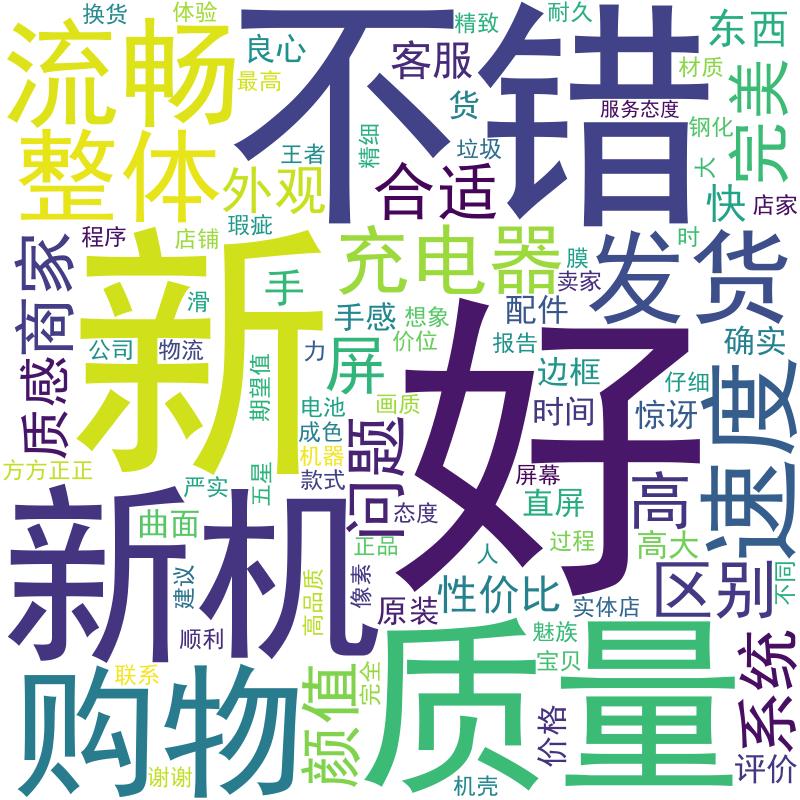 换货
体验
不错
精致
耐久
东西
流畅
良心
客服
最高
货
材质
完美
服务态度
钢化
整体
王者
精细
垃圾
大
外观
合适
快
店家
瑕疵
程序
店铺
新
充电器
发货
时
商家
膜
卖家
手
滑
手感
想象
配件
公司
物流
力
价位
报告
确实
好
屏
边框
质感
期望值
仔细
速度
电池
画质
时间
惊讶
成色
问题
机器
方方正正
严实
五星
款式
屏幕
高
直屏
新机
态度
曲面
正品
人
过程
高大
不同
建议
高品质
像素
性价比
区别
原装
实体店
顺利
质量
魅族
系统
宝贝
购物
联系
颜值
完全
价格
评价
谢谢
机壳